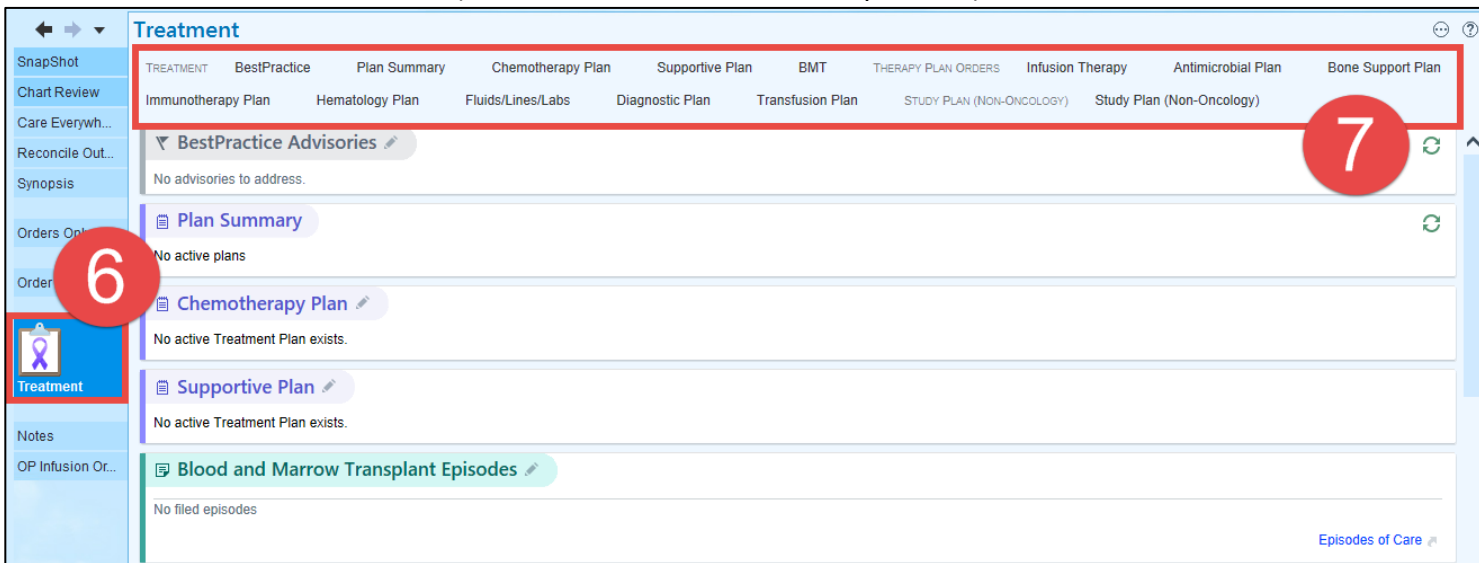 Treatment
SnapShot
Chart Review
Care Everywh...
Reconcile Out...
Synopsis
Order
6
Treatment
Notes
OP Infusion Or...
TREATMENT BestPractice Plan Summary Chemotherapy Plan Supportive Plan BMT THERAPY PLAN ORDERS Infusion Therapy Antimicrobial Plan Bone Support Plan
Immunotherapy Plan Hematology Plan Fluids/Lines/Labs Diagnostic Plan Transfusion Plan STUDY PLAN (NON-ONCOLOGY) Study Plan (Non-Oncology)
7
BestPractice Advisories
No advisories to address.
Plan Summary
No active plans
Chemotherapy Plan
No active Treatment Plan exists.
Supportive Plan
No active Treatment Plan exists.
Blood and Marrow Transplant Episodes
No filed episodes
Episodes of Care